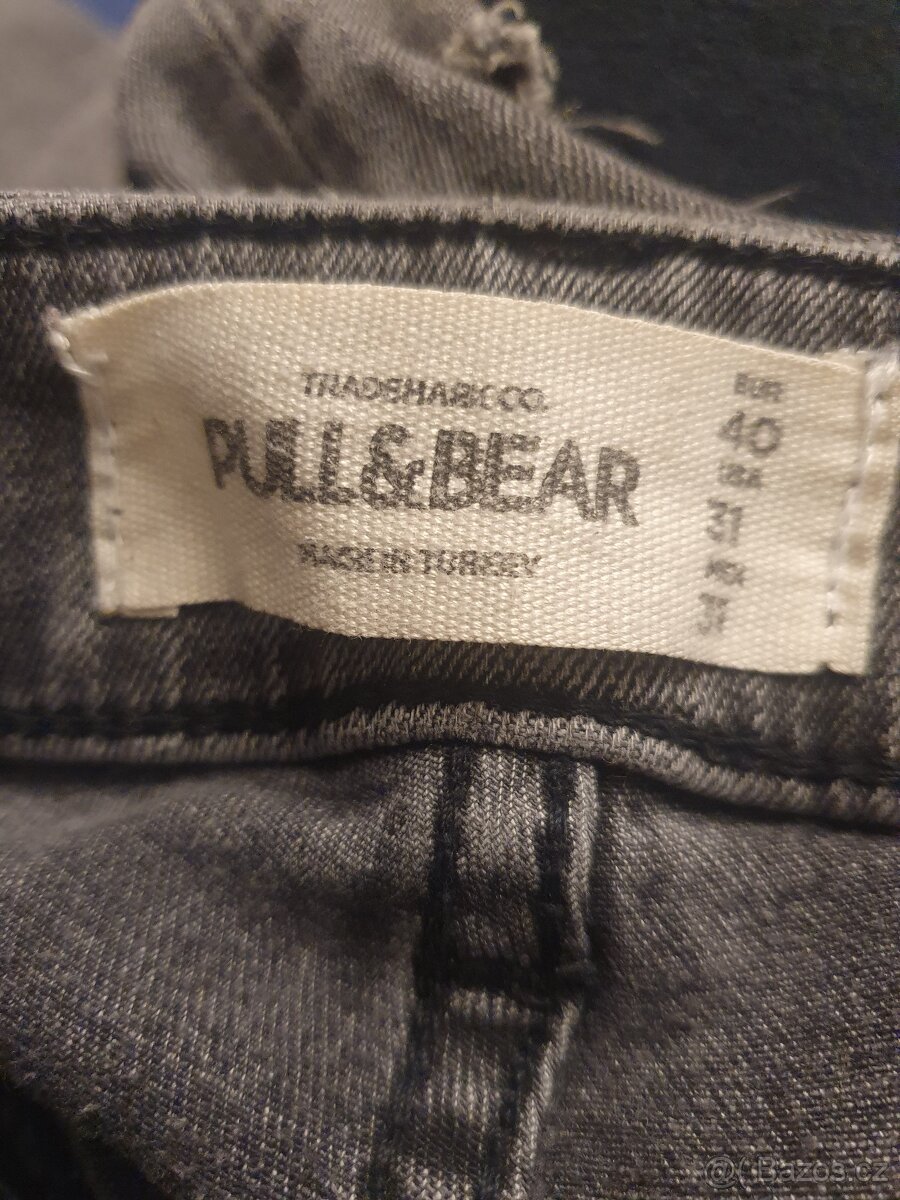 TRADEMARK CO.
PULL&BEAR
MADE IN TURKEY
EUR
40
USA
31
MEX
31
@ Bazos.cz